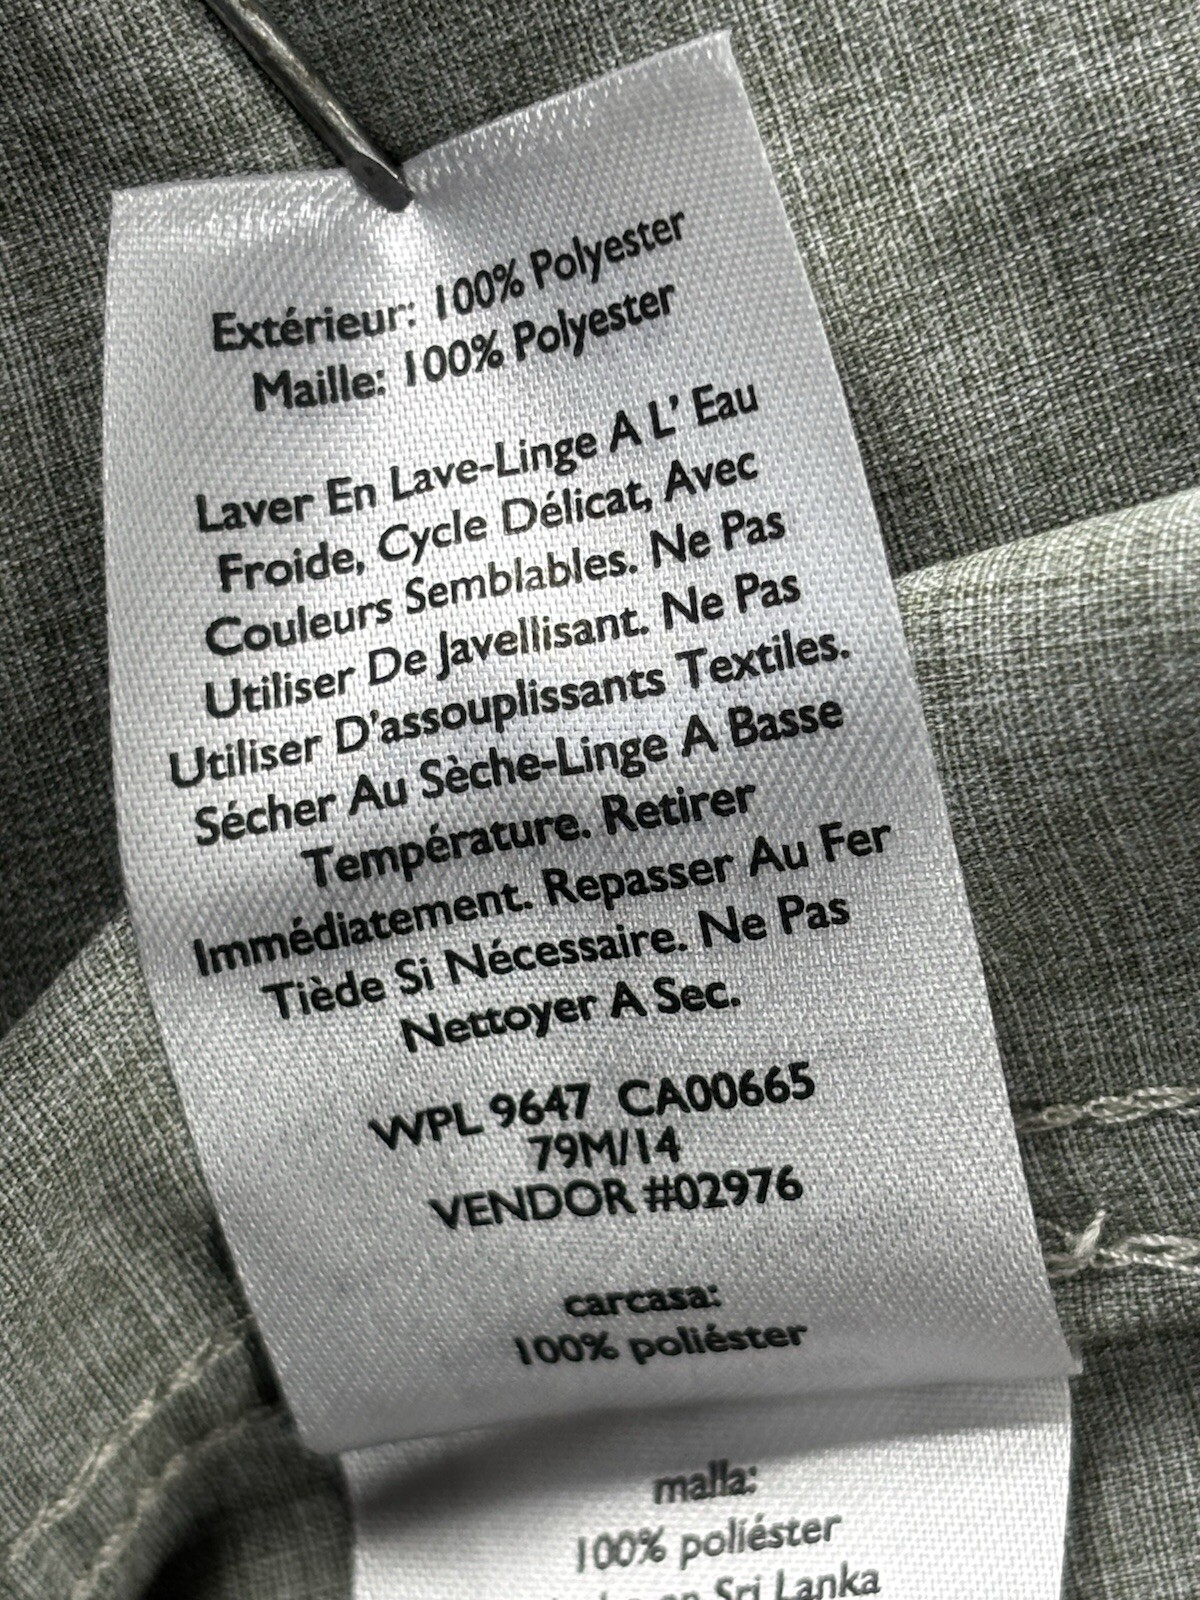 Extérieur: 100% Polyester
Maille: 100% Polyester
Laver En Lave-Linge A L' Eau
Froide, Cycle Délicat, Avec
Couleurs Semblables. Ne Pas
Utiliser De Javellisant. Ne Pas
Utiliser D'assouplissants Textiles.
Sécher Au Sèche-Linge A Basse
Température. Retirer
Immédiatement. Repasser Au Fer
Tiède Si Nécessaire. Ne Pas
Nettoyer A Sec.
WPL 9647 CA00665
79M/14
VENDOR #02976
carcasa:
100% poliéster
malla:
100% poliéster
en Sri Lanka